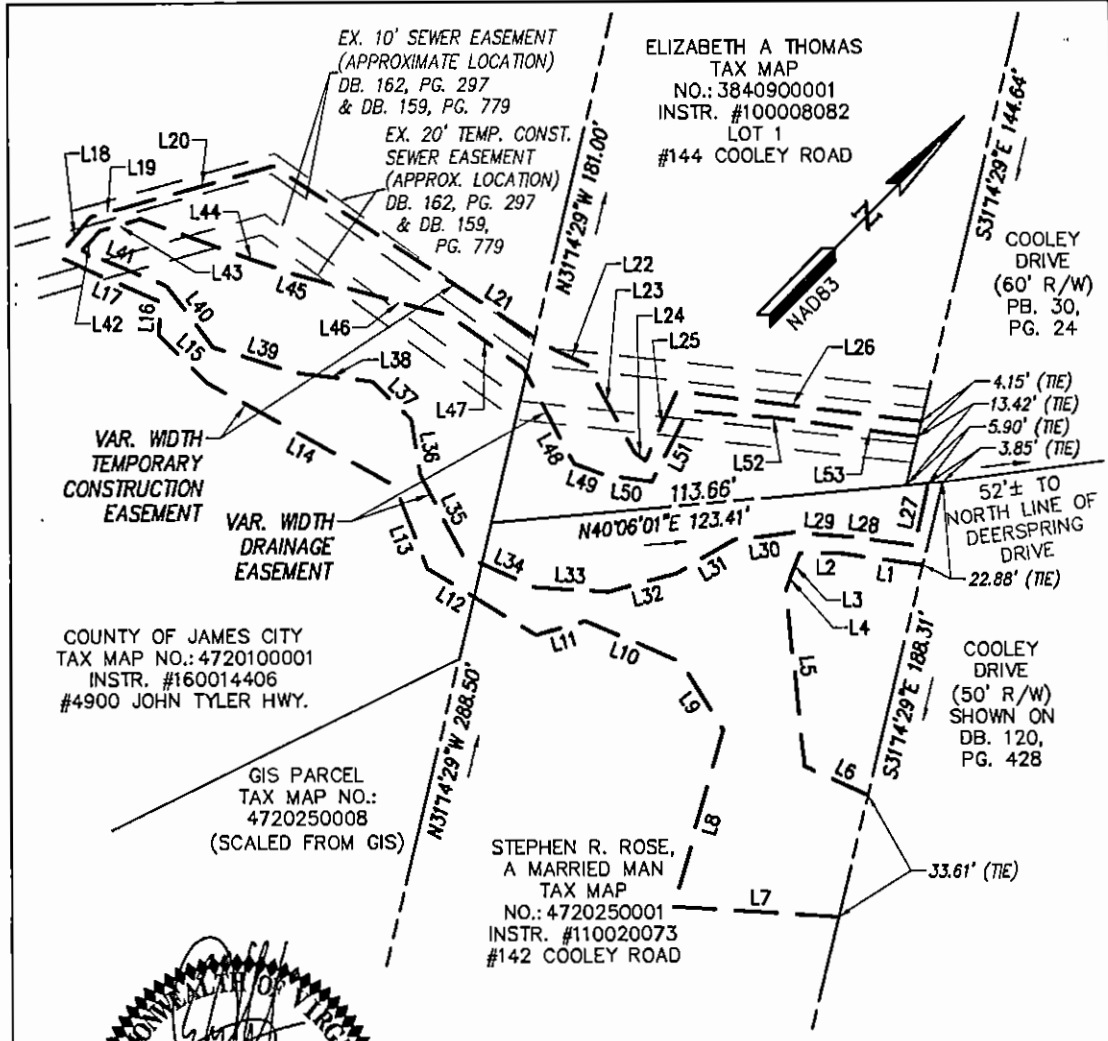 EX. 10' SEWER EASEMENT
(APPROXIMATE LOCATION)
DB. 162, PG. 297
& DB. 159, PG. 779
EX. 20' TEMP. CONST.
SEWER EASEMENT
(APPROX. LOCATION)
DB. 162, PG. 297
& DB. 159,
PG. 779
ELIZABETH A THOMAS
TAX MAP
NO.: 3840900001
INSTR. #100008082
LOT 1
#144 COOLEY ROAD
N31°14'29"W 181.00'
S31°14'29"E 144.64'
COOLEY
DRIVE
(60' R/W)
PB. 30,
PG. 24
NAD83
N
L18
L19
L20
L44
L41
L43
L17
L42
L45
L46
L21
L22
L23
L24
L25
L26
L16
L40
L15
L39
L38
L37
L47
L48
L36
L49
L50
L51
L52
L53
L14
L35
L13
4.15' (TIE)
13.42' (TIE)
5.90' (TIE)
3.85' (TIE)
113.66'
N40°06'01"E 123.41'
52'± TO
NORTH LINE OF
DEERSPRING
DRIVE
22.88' (TIE)
VAR. WIDTH
TEMPORARY
CONSTRUCTION
EASEMENT
VAR. WIDTH
DRAINAGE
EASEMENT
L27
L29
L28
L30
L2
L1
L31
L3
L4
L34
L33
L32
L12
L11
L10
L5
L9
L6
L8
L7
COUNTY OF JAMES CITY
TAX MAP NO.: 4720100001
INSTR. #160014406
#4900 JOHN TYLER HWY.
N31°14'29"W 288.50'
S31°14'29"E 188.31'
COOLEY
DRIVE
(50' R/W)
SHOWN ON
DB. 120,
PG. 428
GIS PARCEL
TAX MAP NO.:
4720250008
(SCALED FROM GIS)
STEPHEN R. ROSE,
A MARRIED MAN
TAX MAP
NO.: 4720250001
INSTR. #110020073
#142 COOLEY ROAD
33.61' (TIE)
ONWEALTH OF VIRG